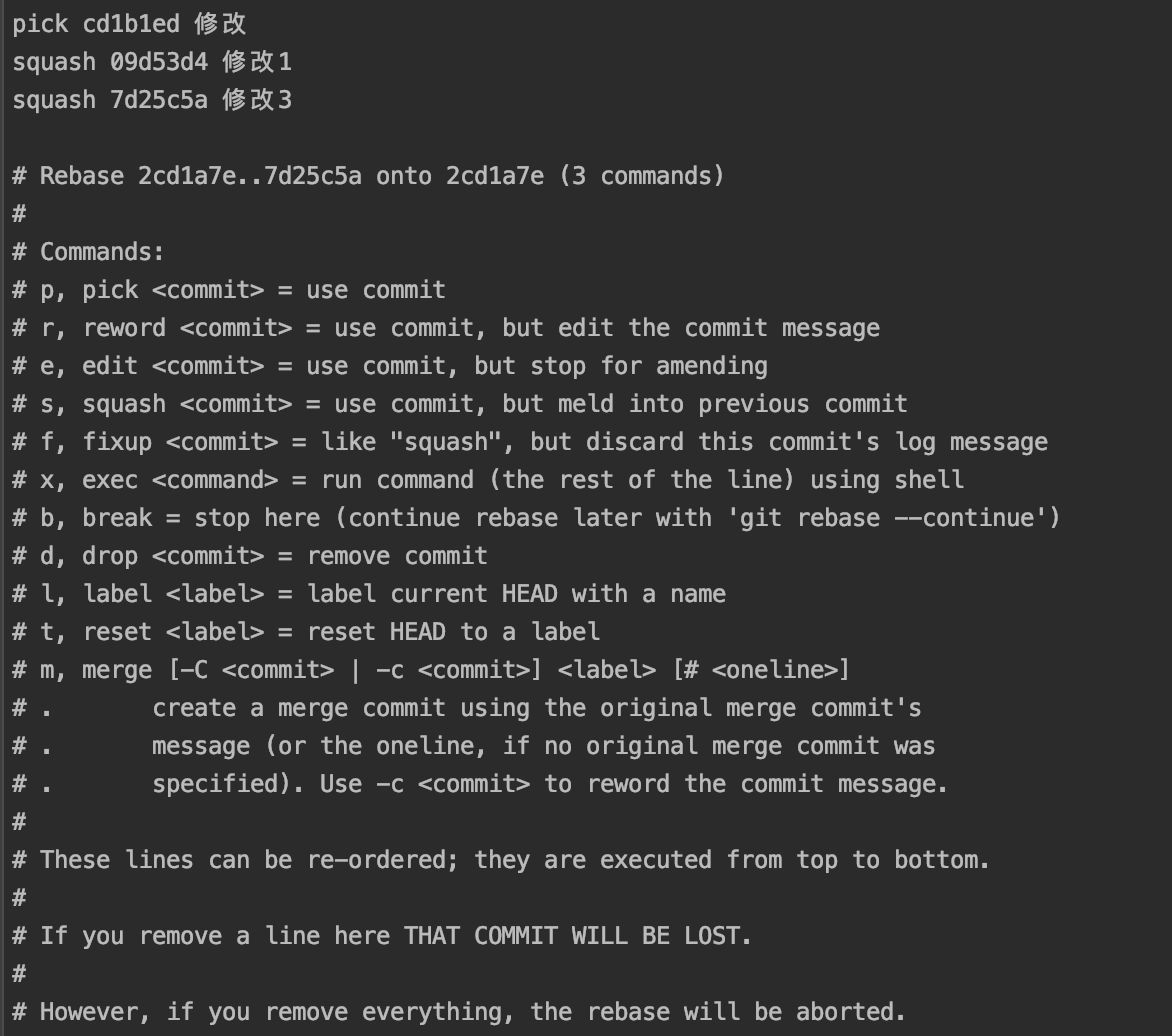 pick cd1b1ed 修改
squash 09d53d4 修改1
squash 7d25c5a 修改3
# Rebase 2cd1a7e..7d25c5a onto 2cd1a7e (3 commands)
#
# Commands:
# p, pick <commit> = use commit
# r, reword <commit> = use commit, but edit the commit message
# e, edit <commit> = use commit, but stop for amending
# s, squash <commit> = use commit, but meld into previous commit
# f, fixup <commit> = like "squash", but discard this commit's log message
# x, exec <command> = run command (the rest of the line) using shell
# b, break = stop here (continue rebase later with 'git rebase --continue')
# d, drop <commit> = remove commit
# l, label <label> = label current HEAD with a name
# t, reset <label> = reset HEAD to a label
# m, merge [-C <commit> | -c <commit>] <label> [# <oneline>]
# .       create a merge commit using the original merge commit's
# .       message (or the oneline, if no original merge commit was
# .       specified). Use -c <commit> to reword the commit message.
#
# These lines can be re-ordered; they are executed from top to bottom.
#
# If you remove a line here THAT COMMIT WILL BE LOST.
#
# However, if you remove everything, the rebase will be aborted.